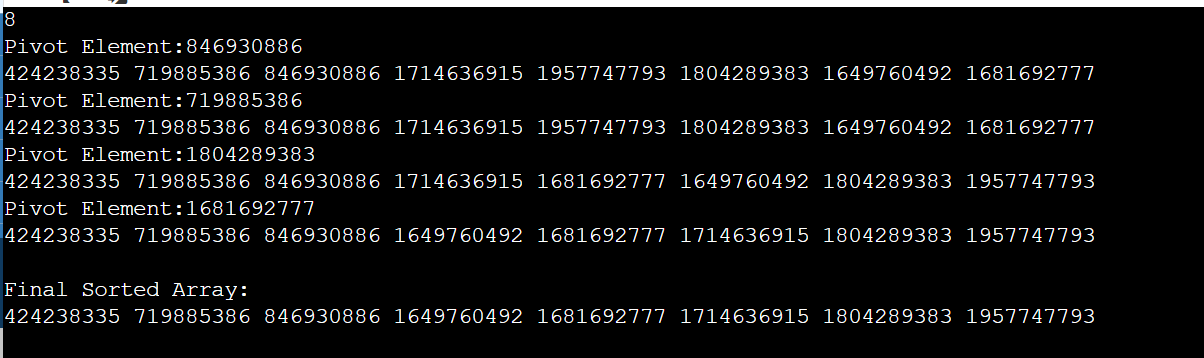 8
Pivot Element:846930886
424238335 719885386 846930886 1714636915 1957747793 1804289383 1649760492 1681692777
Pivot Element:719885386
424238335 719885386 846930886 1714636915 1957747793 1804289383 1649760492 1681692777
Pivot Element:1804289383
424238335 719885386 846930886 1714636915 1681692777 1649760492 1804289383 1957747793
Pivot Element:1681692777
424238335 719885386 846930886 1649760492 1681692777 1714636915 1804289383 1957747793
Final Sorted Array:
424238335 719885386 846930886 1649760492 1681692777 1714636915 1804289383 1957747793